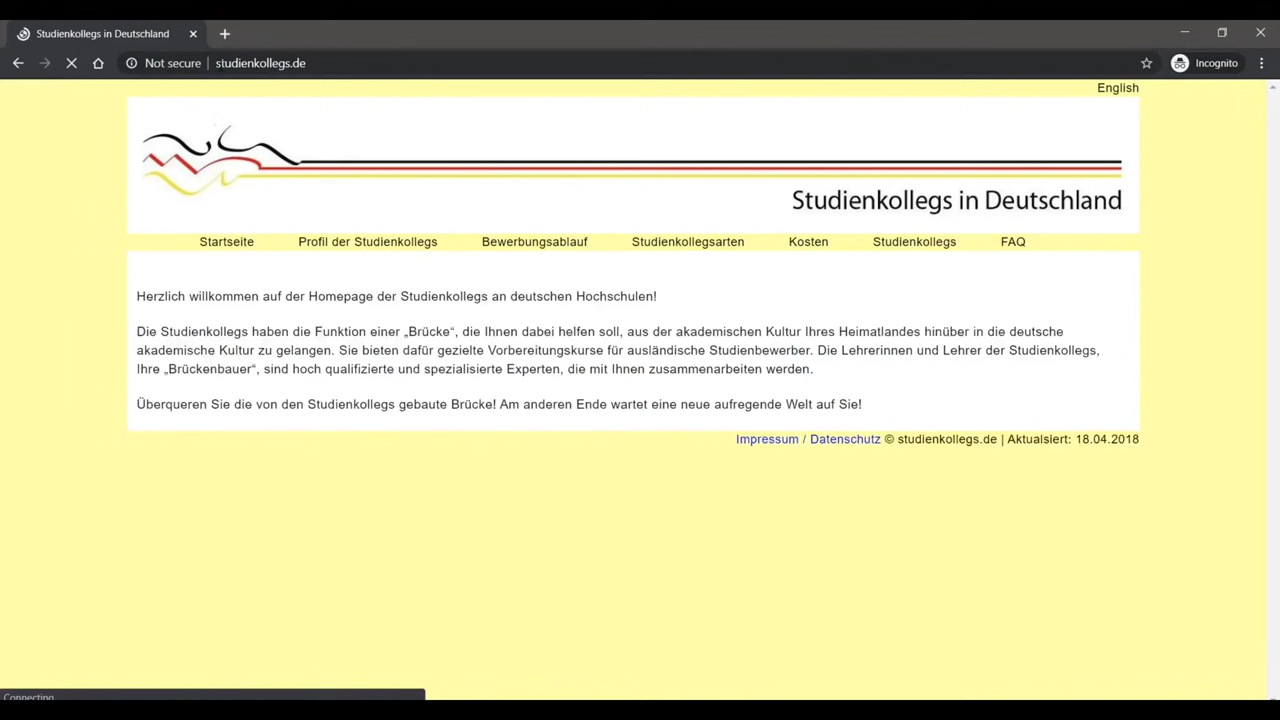 Studienkollegs in Deutschland
Not secure studienkollegs.de Incognito
English
Studienkollegs in Deutschland
Startseite Profil der Studienkollegs Bewerbungsablauf Studienkollegsarten Kosten Studienkollegs FAQ
Herzlich willkommen auf der Homepage der Studienkollegs an deutschen Hochschulen!
Die Studienkollegs haben die Funktion einer „Brücke“, die Ihnen dabei helfen soll, aus der akademischen Kultur Ihres Heimatlandes hinüber in die deutsche
akademische Kultur zu gelangen. Sie bieten dafür gezielte Vorbereitungskurse für ausländische Studienbewerber. Die Lehrerinnen und Lehrer der Studienkollegs,
Ihre „Brückenbauer“, sind hoch qualifizierte und spezialisierte Experten, die mit Ihnen zusammenarbeiten werden.
Überqueren Sie die von den Studienkollegs gebaute Brücke! Am anderen Ende wartet eine neue aufregende Welt auf Sie!
Impressum / Datenschutz © studienkollegs.de | Aktualsiert: 18.04.2018
Connecting